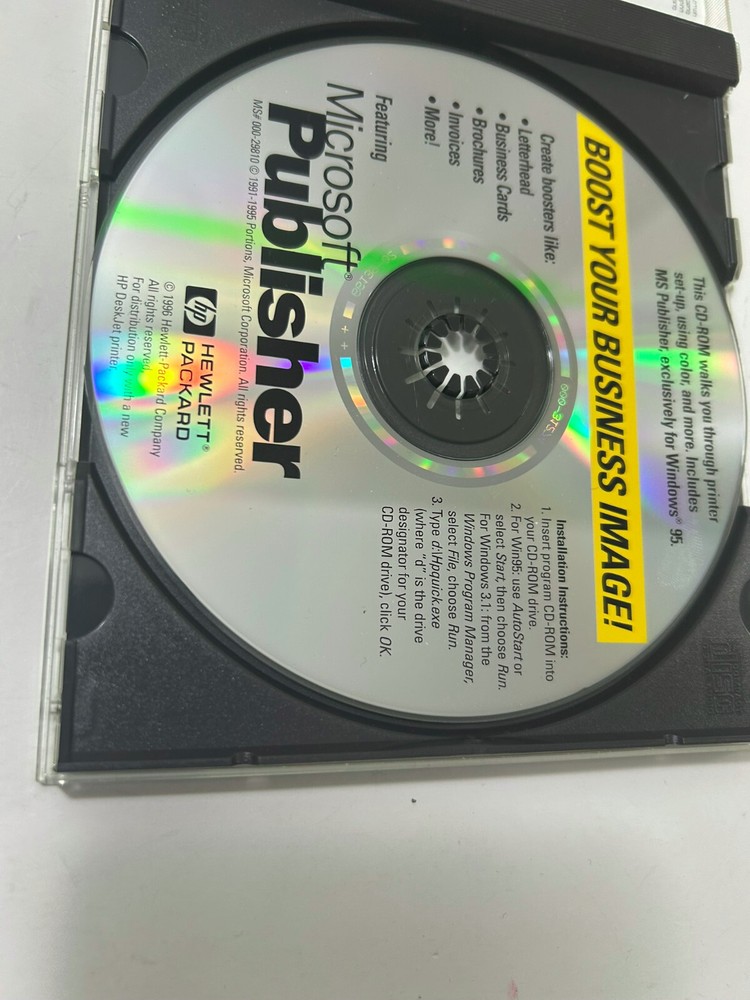 This CD-ROM walks you through printer
set-up, using color, and more. Includes
MS Publisher, exclusively for Windows® 95.
BOOST YOUR BUSINESS IMAGE!
Create boosters like:
• Letterhead
• Business Cards
• Brochures
• Invoices
• More!
Installation Instructions:
1. Insert program CD-ROM into
your CD-ROM drive.
2. For Win95: use AutoStart or
select Start, then choose Run.
For Windows 3.1: from the
Windows Program Manager,
select File, choose Run.
3. Type d:\Hpquick.exe
(where "d" is the drive
designator for your
CD-ROM drive), click OK.
Featuring
Microsoft®
Publisher
MS# 000-29810 © 1991-1995 Portions, Microsoft Corporation. All rights reserved.
hp
HEWLETT®
PACKARD
© 1996 Hewlett-Packard Company
All rights reserved.
For distribution only with a new
HP DeskJet printer.